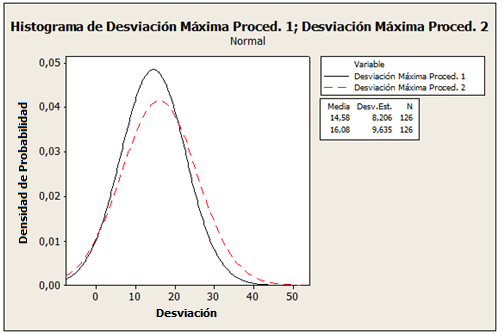 Histograma de Desviación Máxima Proced. 1; Desviación Máxima Proced. 2
Normal
Variable
Desviación Máxima Proced. 1
Desviación Máxima Proced. 2
Media Desv.Est. N
14,58 8,206 126
16,08 9,635 126
Densidad de Probabilidad
0,05
0,04
0,03
0,02
0,01
0,00
0 10 20 30 40 50
Desviación